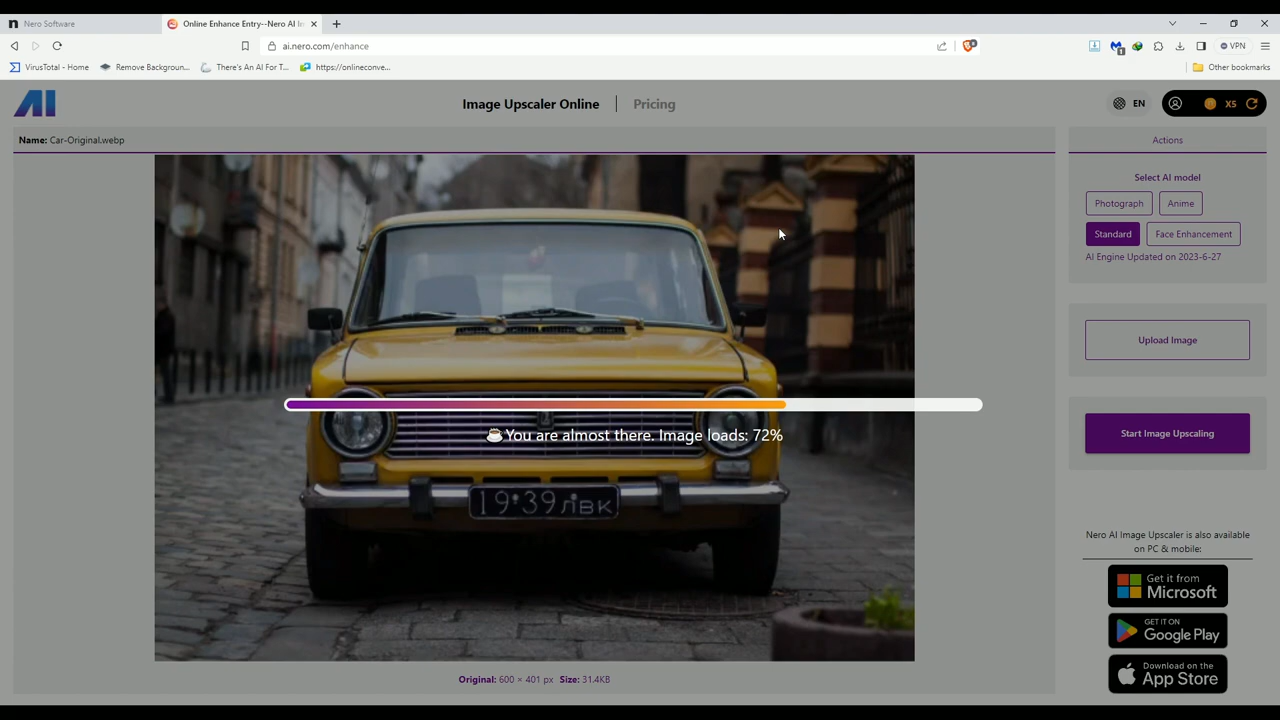 Nero Software
Online Enhance Entry--Nero AI Im
ai.nero.com/enhance
VPN
VirusTotal - Home
Remove Backgroun...
There's An AI For T...
https://onlineconve...
Other bookmarks
AI
Image Upscaler Online
Pricing
EN
X5
Name: Car-Original.webp
Actions
Select AI model
Photograph
Anime
Standard
Face Enhancement
AI Engine Updated on 2023-6-27
Upload Image
You are almost there. Image loads: 72%
Start Image Upscaling
19·39ЛВК
Nero AI Image Upscaler is also available
on PC & mobile:
Get it from
Microsoft
GET IT ON
Google Play
Download on the
App Store
Original: 600 × 401 px Size: 31.4KB